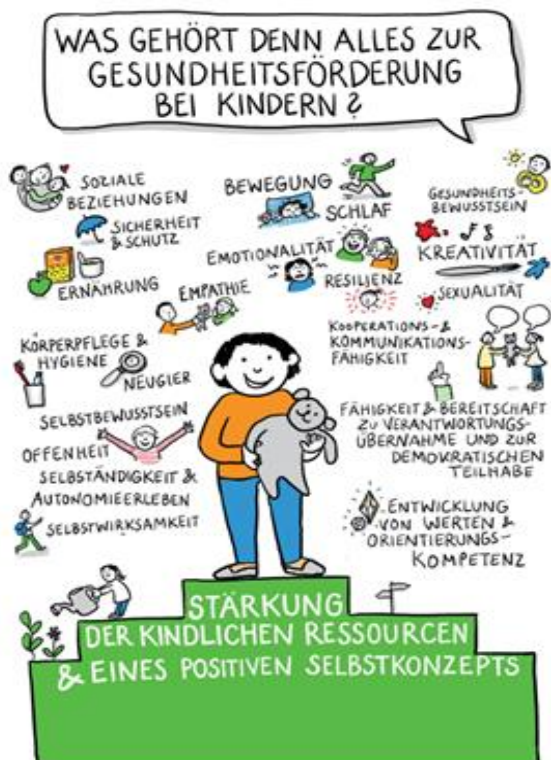 WAS GEHÖRT DENN ALLES ZUR
GESUNDHEITSFÖRDERUNG
BEI KINDERN?
SOZIALE
BEZIEHUNGEN
SICHERHEIT
& SCHUTZ
ERNÄHRUNG
BEWEGUNG
SCHLAF
EMOTIONALITÄT
EMPATHIE
RESILIENZ
GESUNDHEITS-
BEWUSSTSEIN
KREATIVITÄT
SEXUALITÄT
KOOPERATIONS- &
KOMMUNIKATIONS-
FÄHIGKEIT
KÖRPERPFLEGE &
HYGIENE
NEUGIER
SELBSTBEWUSSTSEIN
OFFENHEIT
SELBSTÄNDIGKEIT &
AUTONOMIEERLEBEN
SELBSTWIRKSAMKEIT
FÄHIGKEIT & BEREITSCHAFT
ZU VERANTWORTUNGS-
ÜBERNAHME UND ZUR
DEMOKRATISCHEN
TEILHABE
ENTWICKLUNG
VON WERTEN &
ORIENTIERUNGS-
KOMPETENZ
STÄRKUNG
DER KINDLICHEN RESSOURCEN
& EINES POSITIVEN SELBSTKONZEPTS